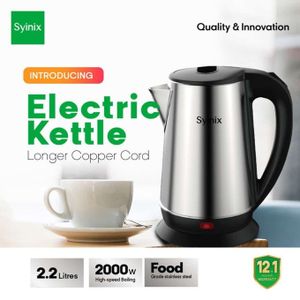 Syinix
Quality & Innovation
INTRODUCING
Electric
Kettle
Longer Copper Cord
Syinix
2.2 Litres
2000W
High-speed Boiling
Food
Grade stainless steel
12+1